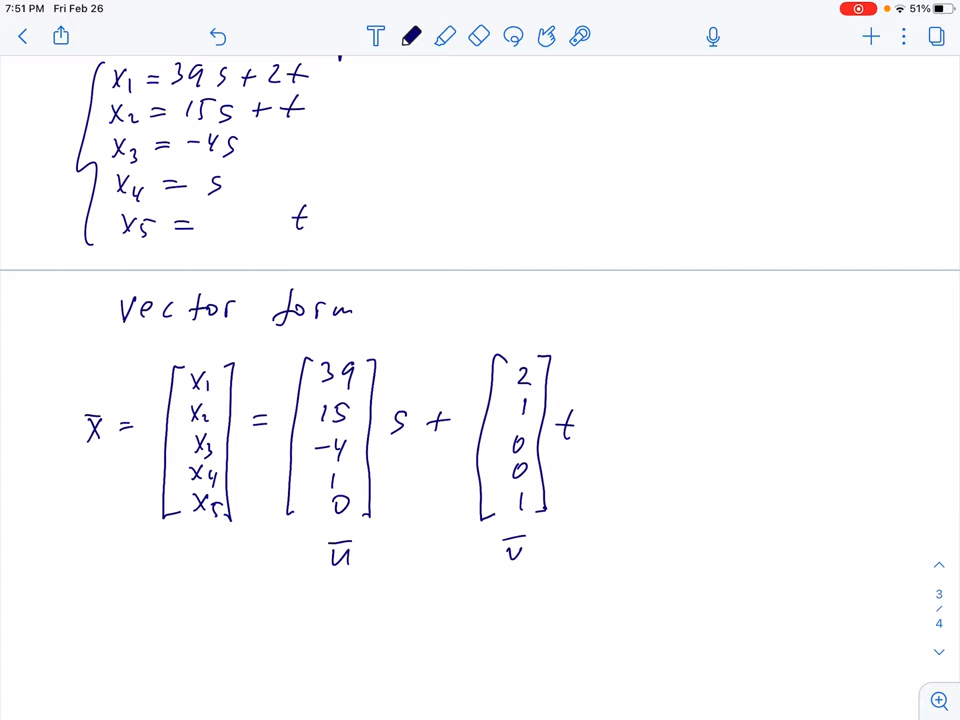 7:51 PM Fri Feb 26
51%
x₁ = 39s + 2t
x₂ = 15s + t
x₃ = -4s
x₄ = s
x₅ = t
vector form
x̄ = [x₁ x₂ x₃ x₄ x₅] = [39 15 -4 1 0] s + [2 1 0 0 1] t
ū v̄
3
/
4